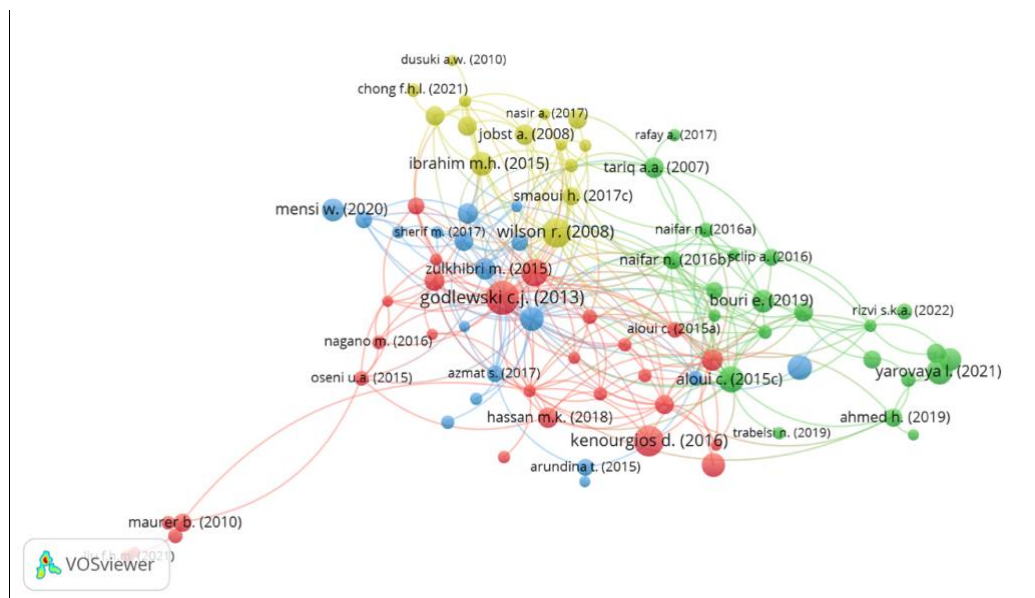 dusuki a.w. (2010)
chong f.h.l. (2021)
nasir a. (2017)
jobst a. (2008)
rafay a. (2017)
ibrahim m.h. (2015)
tariq a.a. (2007)
smaoui h. (2017c)
mensi w. (2020)
sherif m. (2017)
wilson r. (2008)
naifar n. (2016a)
naifar n. (2016b)
sclip a. (2016)
zulkhibri m. (2015)
godlewski c.j. (2013)
bouri e. (2019)
rizvi s.k.a. (2022)
aloui c. (2015a)
nagano m. (2016)
oseni u.a. (2015)
azmat s. (2017)
aloui c. (2015c)
yarovaya l. (2021)
hassan m.k. (2018)
ahmed h. (2019)
kenourgios d. (2016)
trabelsi n. (2019)
arundina t. (2015)
maurer b. (2010)
liu f.h.m. (2021)
VOSviewer